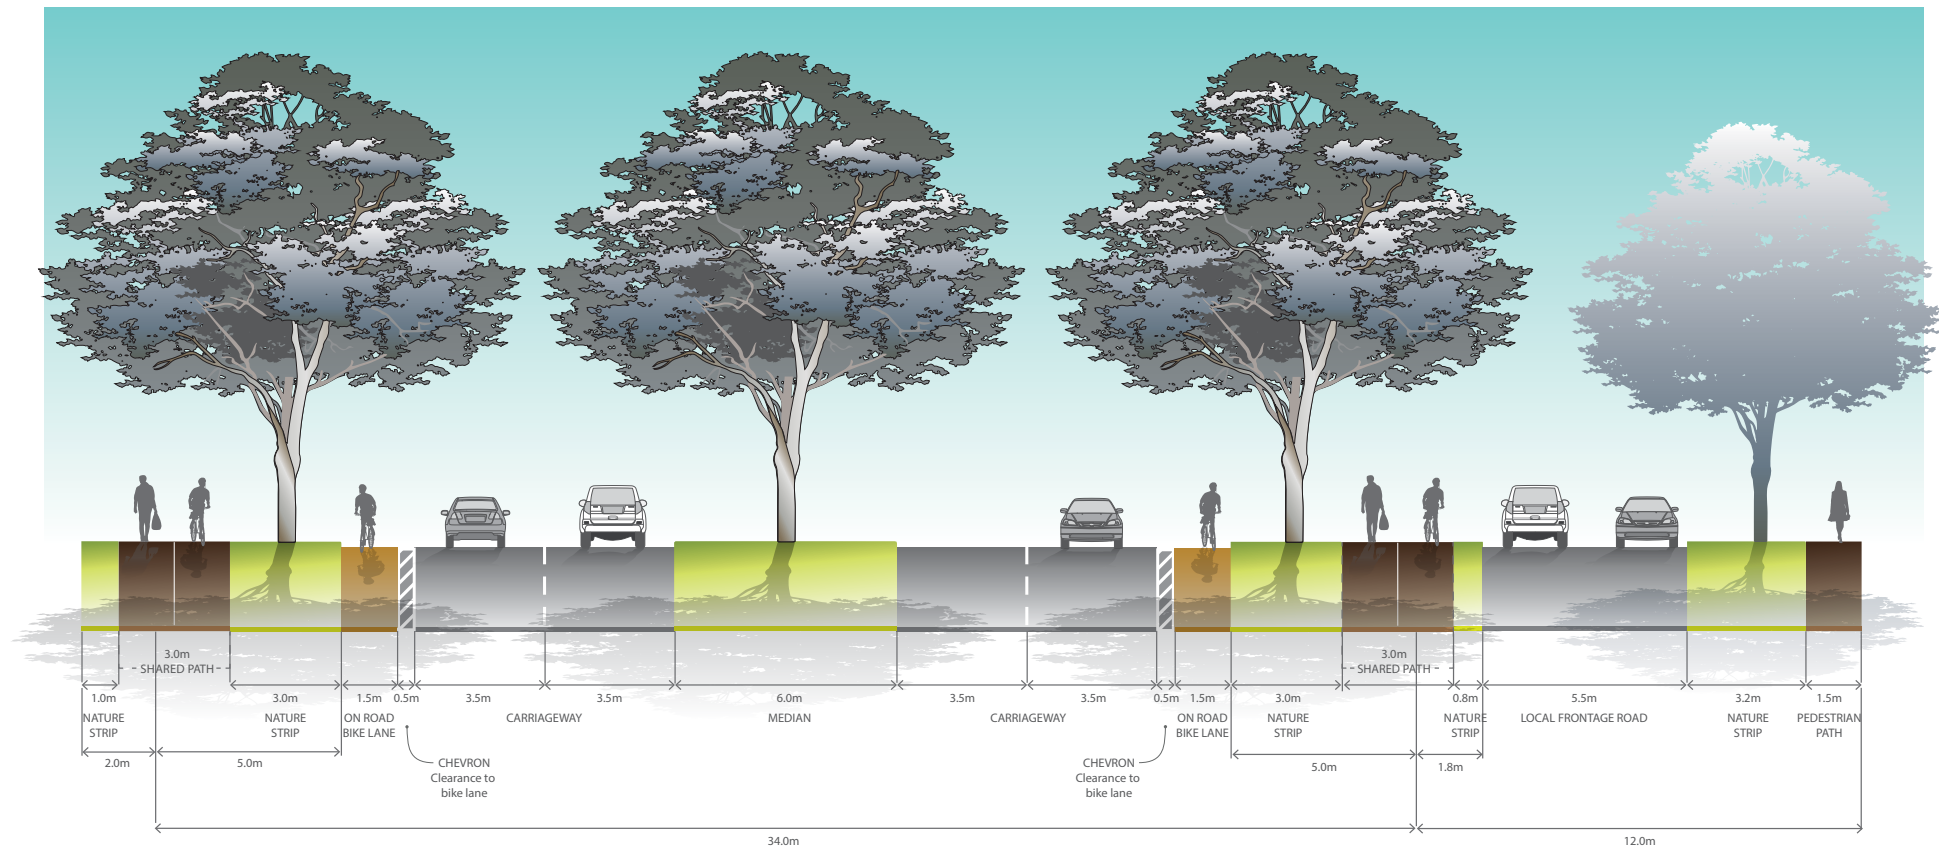 3.0m
SHARED PATH
3.0m
SHARED PATH
1.0m
3.0m
1.5m
0.5m
3.5m
3.5m
6.0m
3.5m
3.5m
0.5m
1.5m
3.0m
0.8m
5.5m
3.2m
1.5m
NATURE
STRIP
NATURE
STRIP
ON ROAD
BIKE LANE
CARRIAGEWAY
MEDIAN
CARRIAGEWAY
ON ROAD
BIKE LANE
NATURE
STRIP
NATURE
STRIP
LOCAL FRONTAGE ROAD
NATURE
STRIP
PEDESTRIAN
PATH
2.0m
5.0m
CHEVRON
Clearance to
bike lane
CHEVRON
Clearance to
bike lane
5.0m
1.8m
34.0m
12.0m